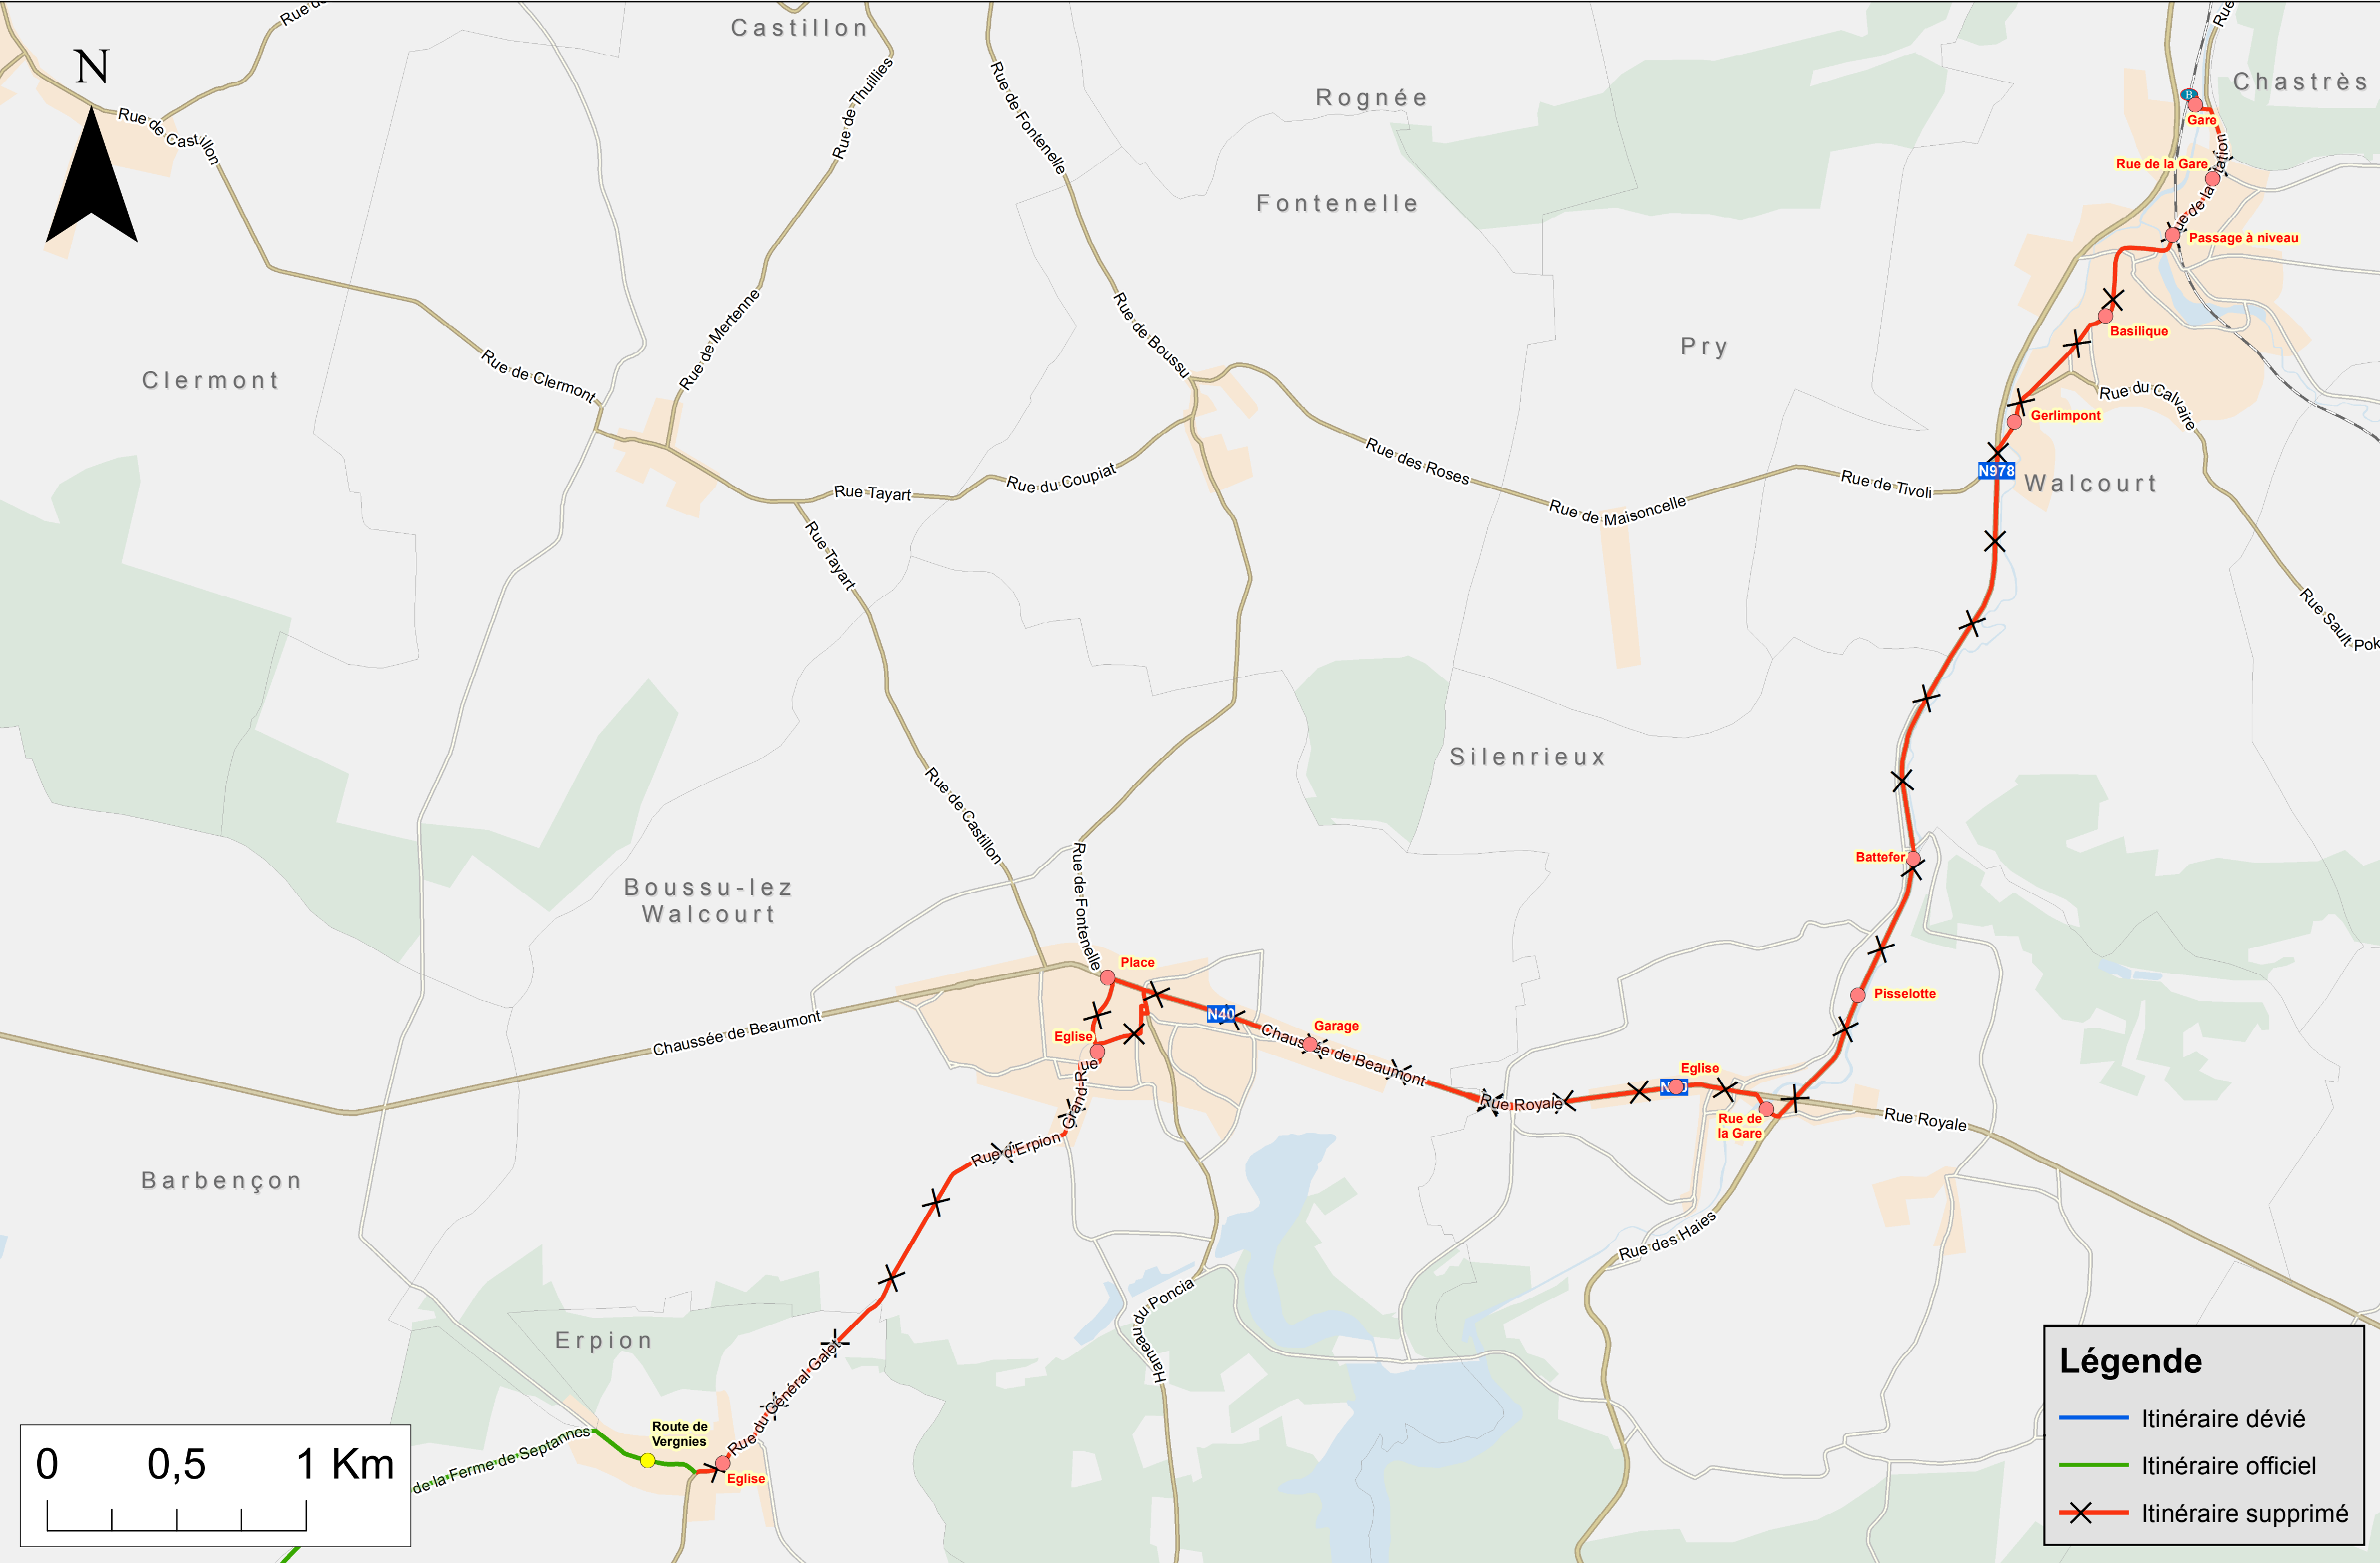 Castillon
Chastrès
N
Rognée
Rue de Castillon
Rue de Thuillies
Rue de Fontenelle
B
Gare
Rue de la Gare
Fontenelle
Passage à niveau
Rue de Mertenne
Rue de Boussu
Basilique
Pry
Clermont
Rue de Clermont
Rue du Calvaire
Gerlimpont
Rue des Roses
N978
Walcourt
Rue Tayart
Rue du Coupiat
Rue de Tivoli
Rue de Maisoncelle
Rue Tayart
Rue Sault
Silenrieux
Rue de Castillon
Battefer
Boussu-lez
Walcourt
Rue de Fontenelle
Place
Pisselotte
N40
Chaussée de Beaumont
Eglise
Garage
Chaussée de Beaumont
Eglise
Grand-Rue
Rue Royale
Rue de
la Gare
Rue Royale
Rue d'Erpion
Barbençon
Rue des Haies
Hameau du Poncia
Erpion
Rue du Général Galet
Route de
Vergnies
de la Ferme de Septannes
Eglise
0 0,5 1 Km
Légende
Itinéraire dévié
Itinéraire officiel
Itinéraire supprimé